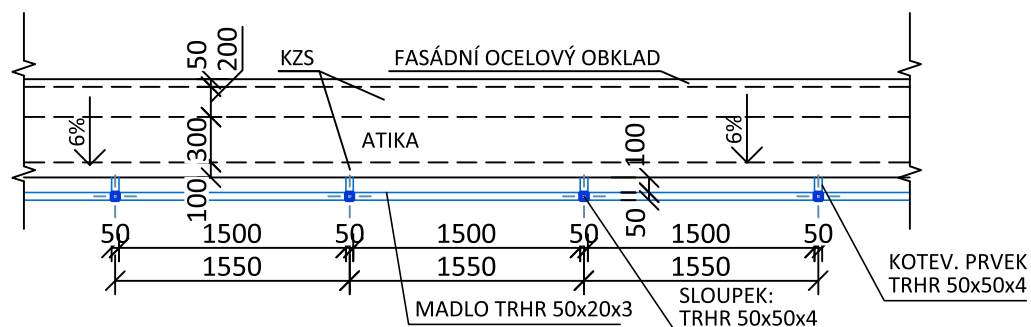 50
200
KZS
FASÁDNÍ OCELOVÝ OBKLAD
6%
300
ATIKA
6%
100
100
50
50 1500 50 1500 50 1500 50
1550 1550 1550
MADLO TRHR 50x20x3
SLOUPEK:
TRHR 50x50x4
KOTEV. PRVEK
TRHR 50x50x4